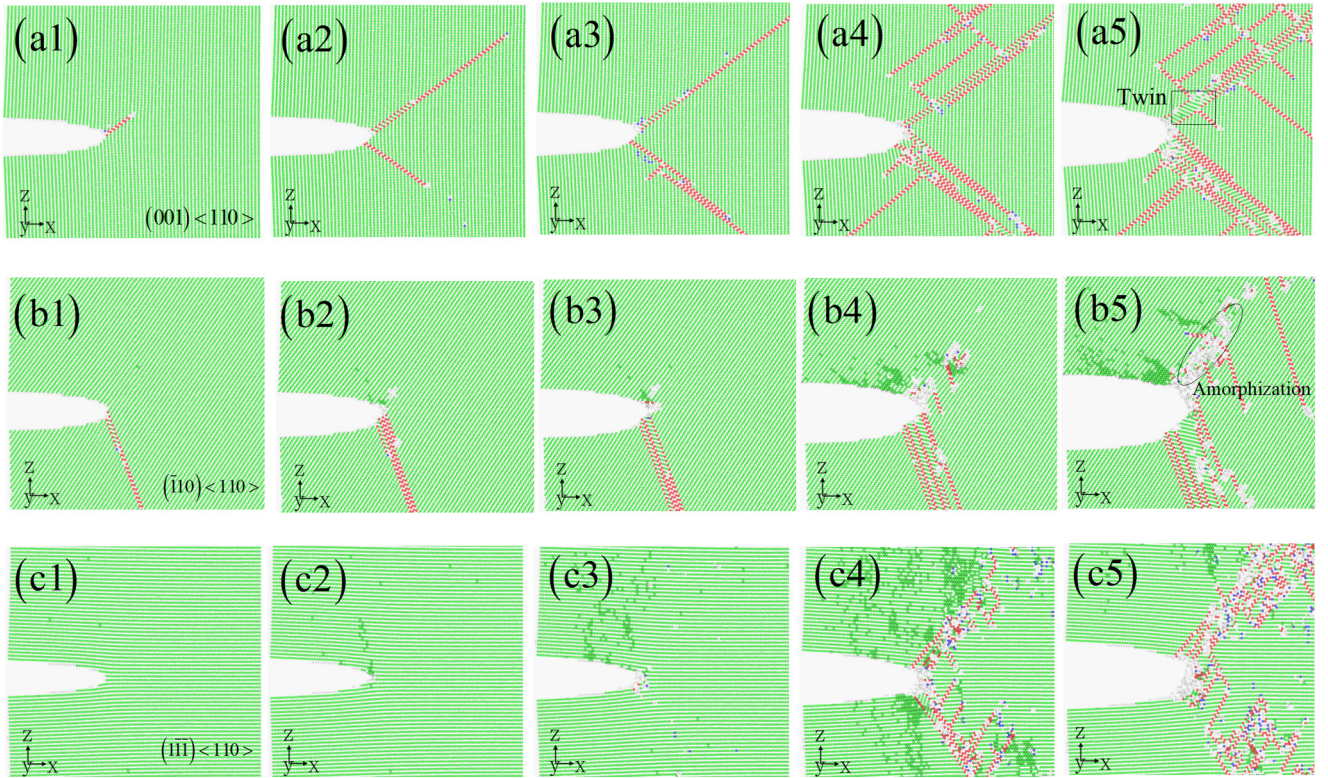 (a1) (a2) (a3) (a4) (a5)
Twin
Z Z Z Z Z
(001)<110>
y x y x y x y x y x
(b1) (b2) (b3) (b4) (b5)
Amorphization
Z Z Z Z Z
(1̄10)<110>
y x y x y x y x y x
(c1) (c2) (c3) (c4) (c5)
Z Z Z Z Z
(11̄1̄)<110>
y x y x y x y x y x